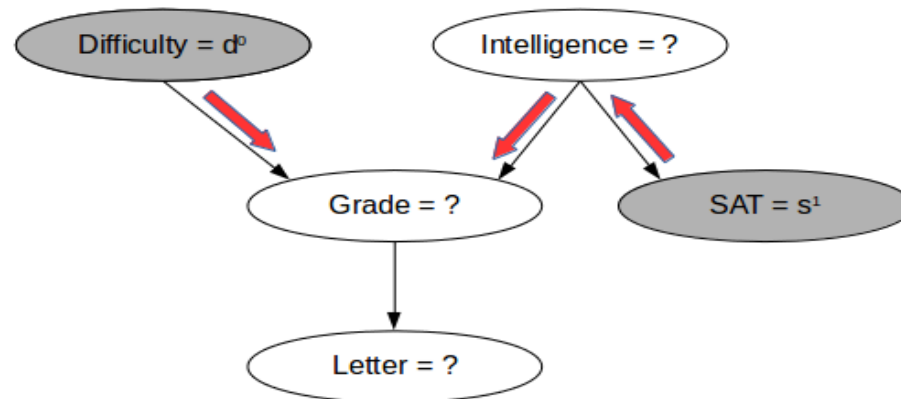 Difficulty = d⁰
Intelligence = ?
Grade = ?
SAT = s¹
Letter = ?